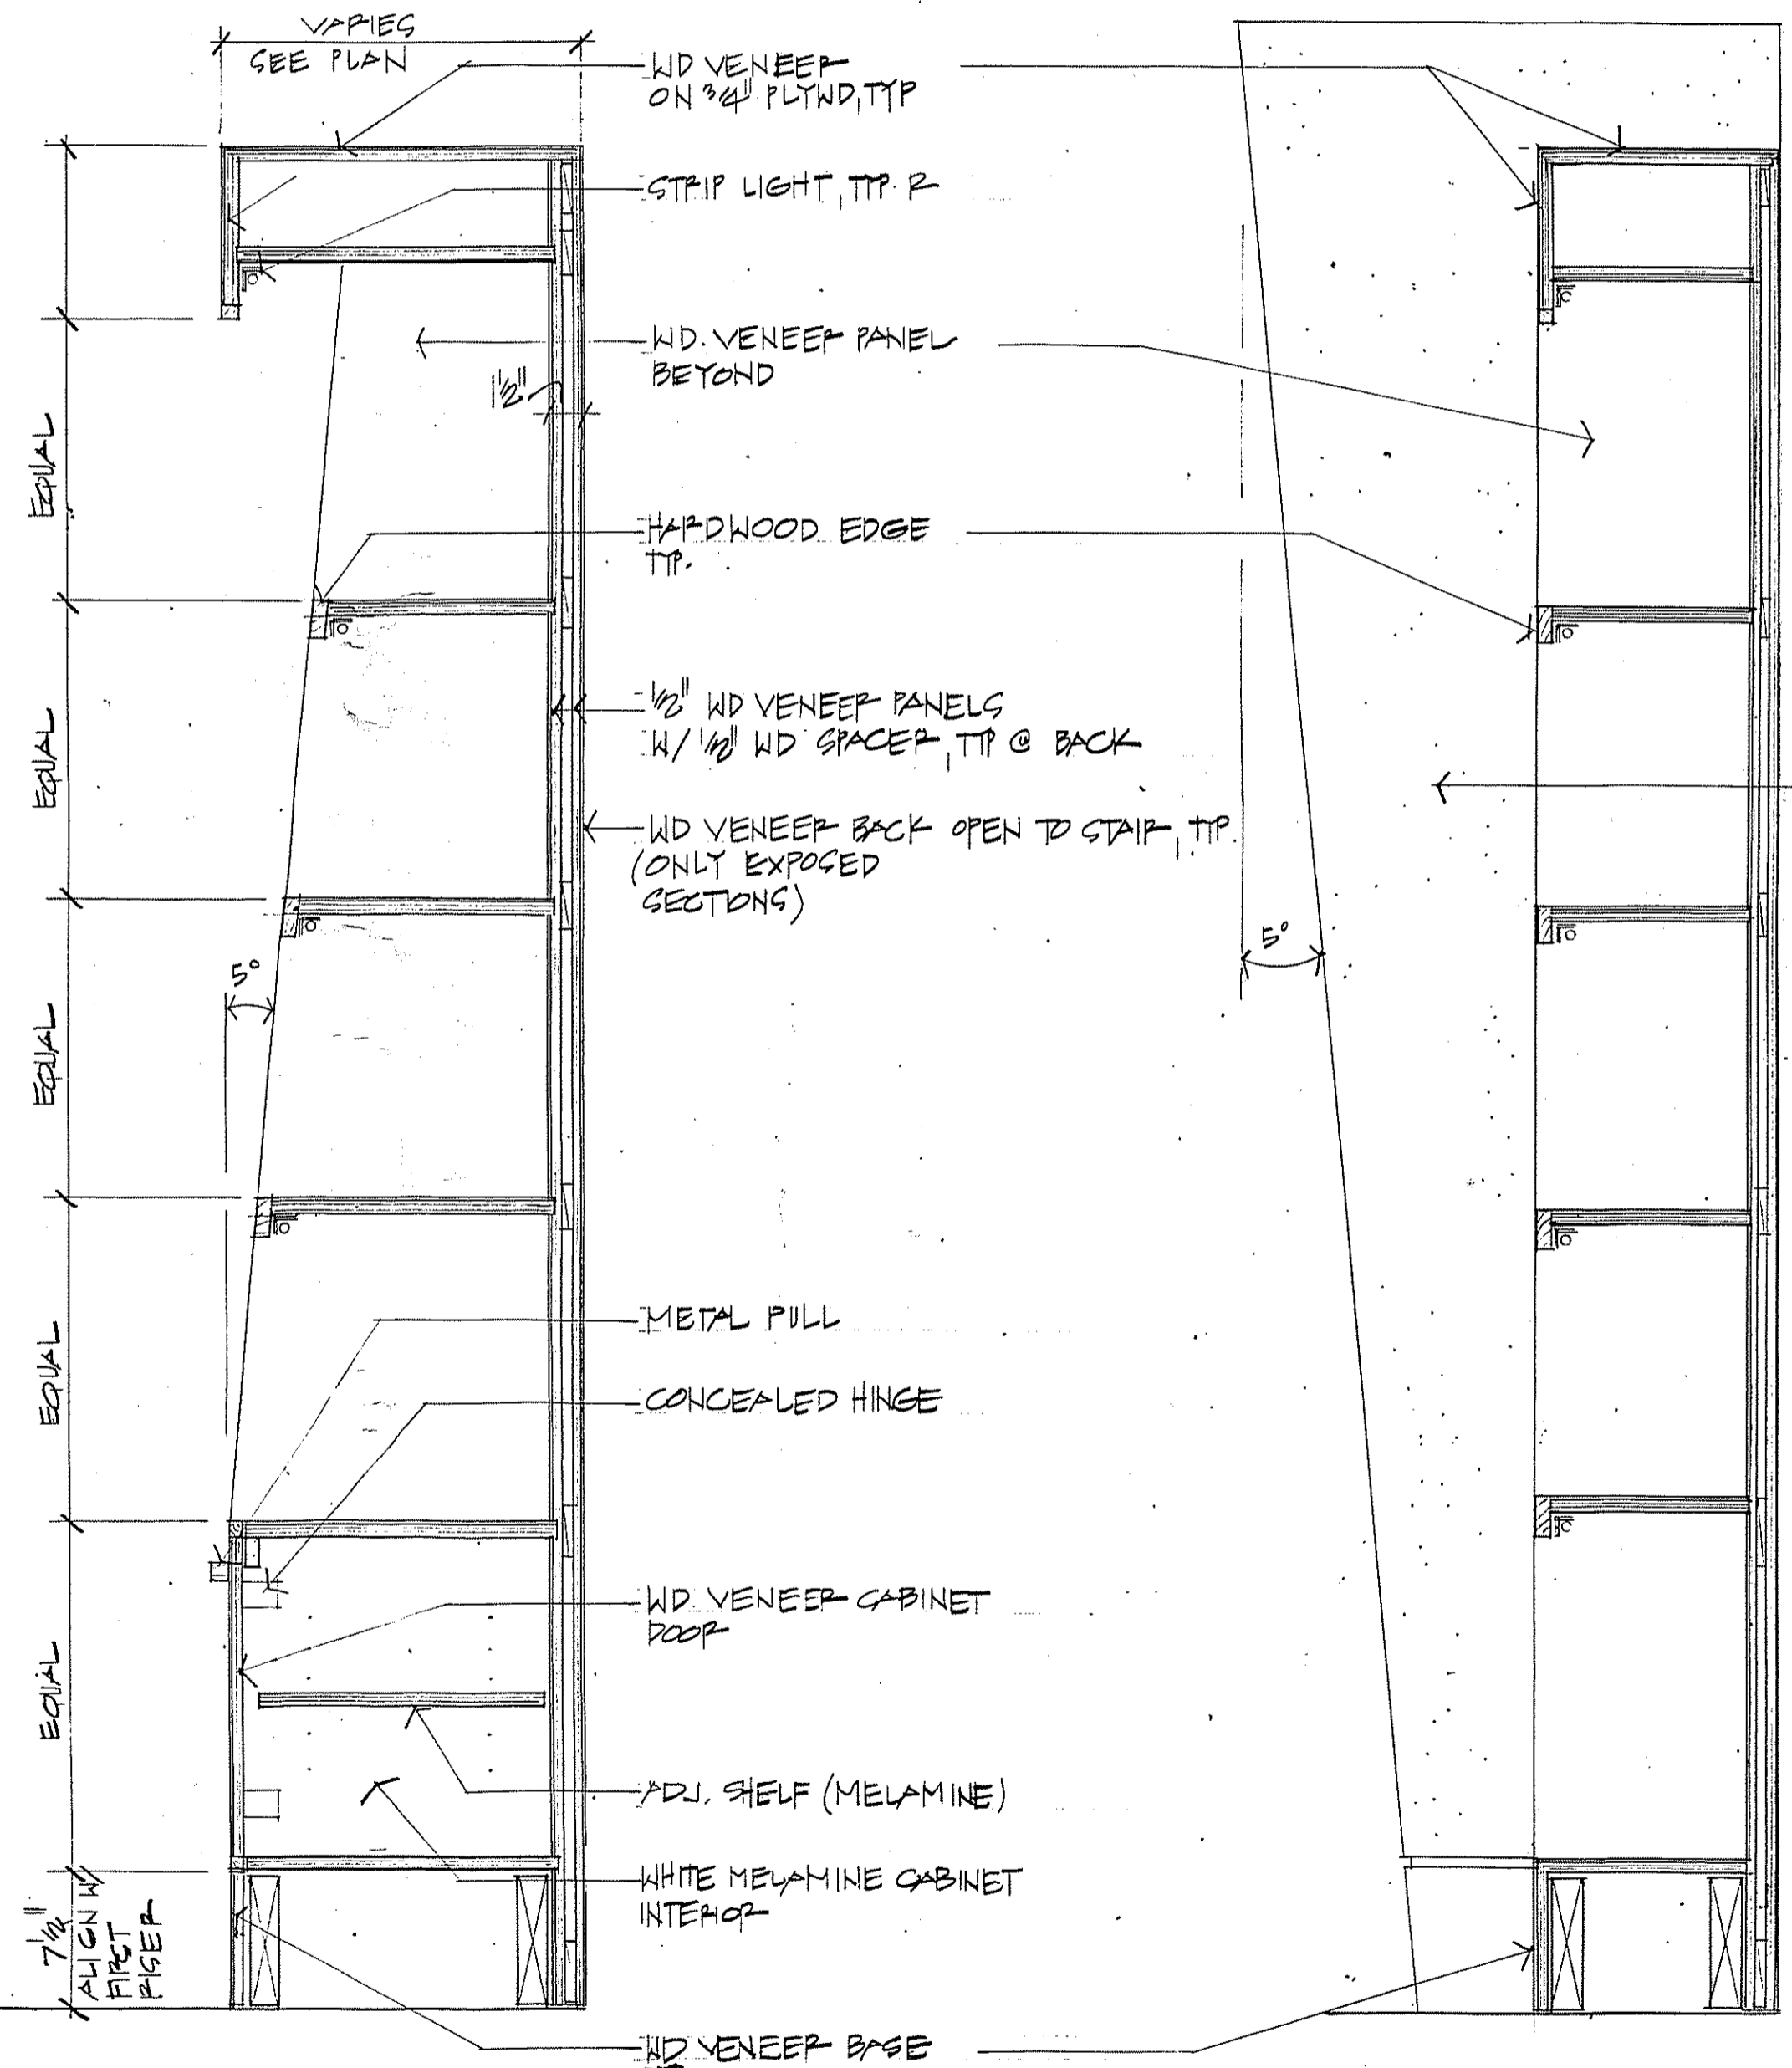 VARIES
SEE PLAN
WD VENEER
ON 3/4" PLYWD, TYP
STRIP LIGHT, TYP.
WD. VENEER PANEL
BEYOND
1 1/2"
HARDWOOD EDGE
TYP.
1/2" WD VENEER PANELS
W/ 1/2" WD SPACER, TYP @ BACK
WD VENEER BACK OPEN TO STAIR, TYP.
(ONLY EXPOSED
SECTIONS)
5°
5°
METAL PULL
CONCEALED HINGE
WD. VENEER CABINET
DOOR
ADJ. SHELF (MELAMINE)
WHITE MELAMINE CABINET
INTERIOR
WD VENEER BASE
EQUAL
EQUAL
EQUAL
EQUAL
EQUAL
ALIGN W/
FIRST
RISER